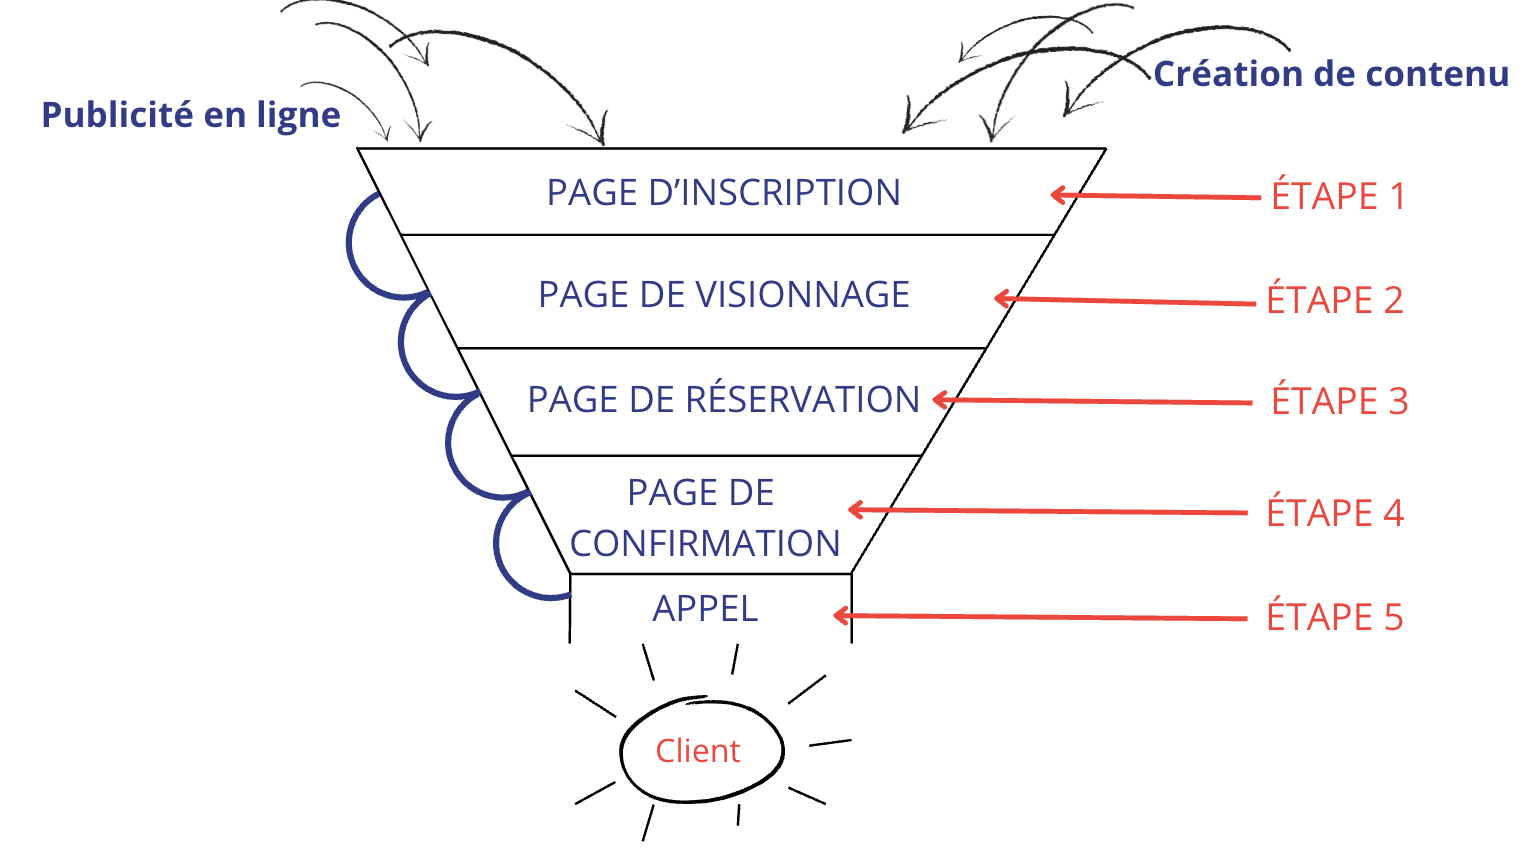 Création de contenu
Publicité en ligne
PAGE D’INSCRIPTION
ÉTAPE 1
PAGE DE VISIONNAGE
ÉTAPE 2
PAGE DE RÉSERVATION
ÉTAPE 3
PAGE DE
CONFIRMATION
ÉTAPE 4
APPEL
ÉTAPE 5
Client